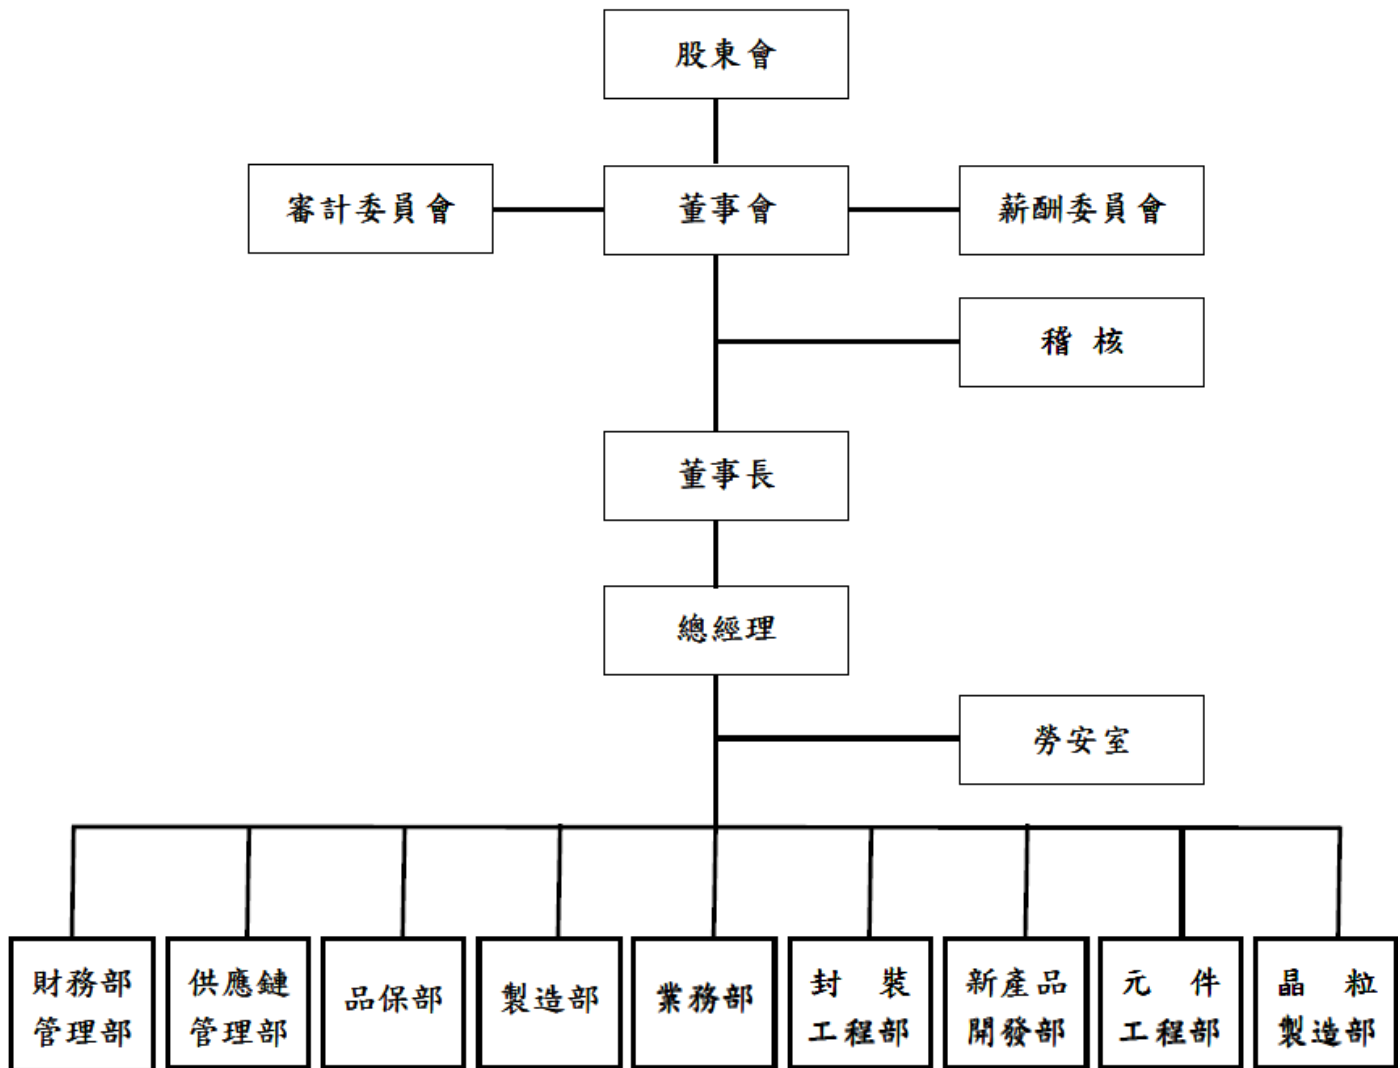 股東會
審計委員會
董事會
薪酬委員會
稽 核
董事長
總經理
勞安室
財務部
管理部
供應鏈
管理部
品保部
製造部
業務部
封 裝
工程部
新產品
開發部
元 件
工程部
晶 粒
製造部